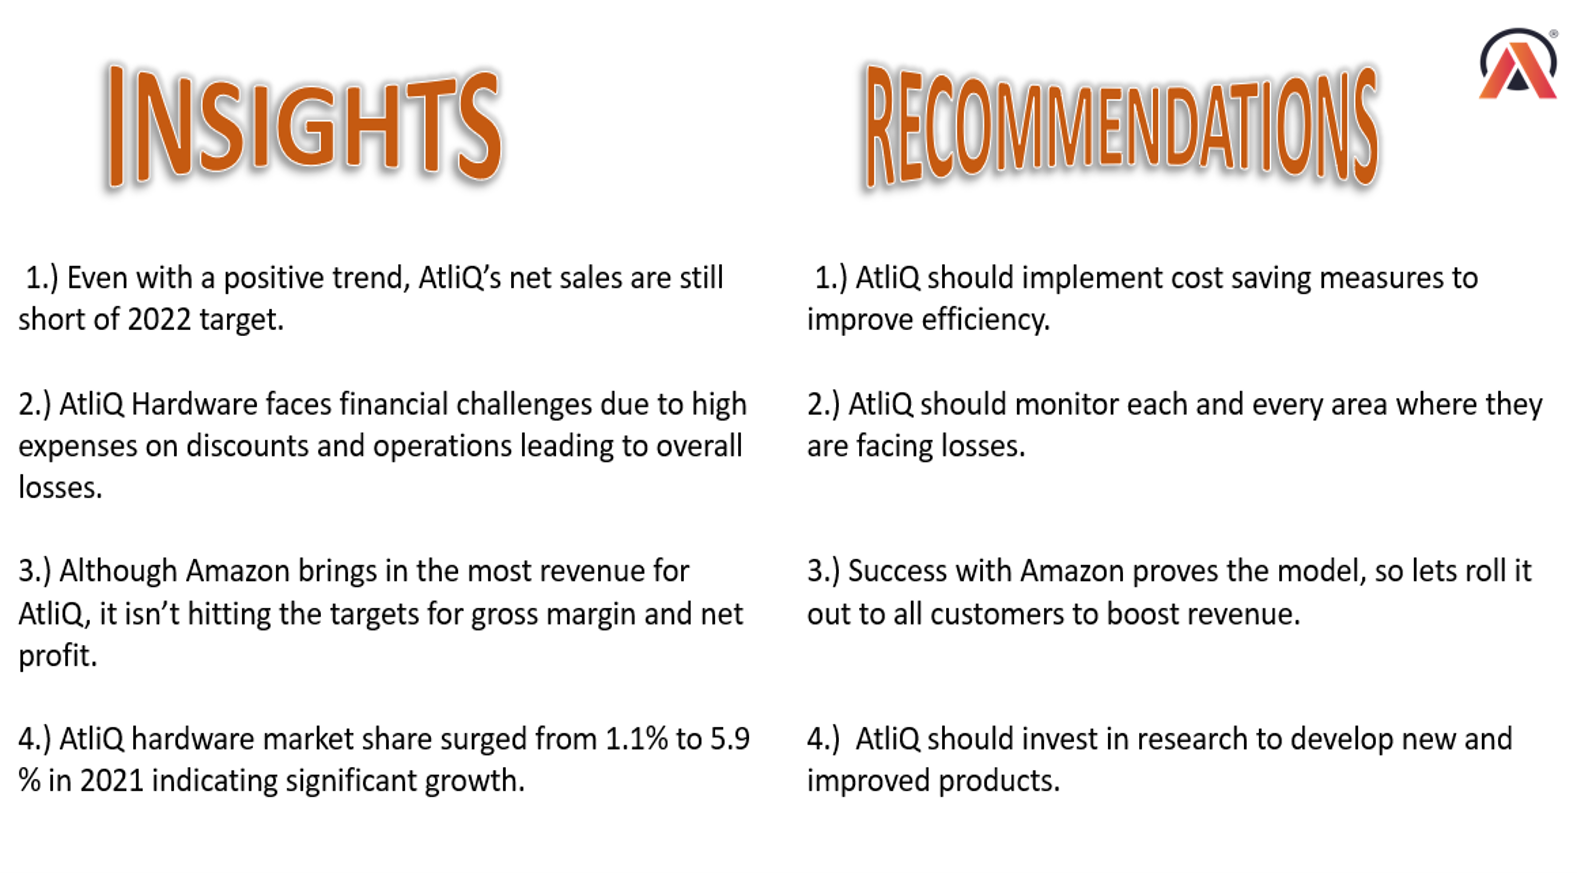 INSIGHTS
1.) Even with a positive trend, AtliQ’s net sales are still
short of 2022 target.
2.) AtliQ Hardware faces financial challenges due to high
expenses on discounts and operations leading to overall
losses.
3.) Although Amazon brings in the most revenue for
AtliQ, it isn’t hitting the targets for gross margin and net
profit.
4.) AtliQ hardware market share surged from 1.1% to 5.9
% in 2021 indicating significant growth.
RECOMMENDATIONS
1.) AtliQ should implement cost saving measures to
improve efficiency.
2.) AtliQ should monitor each and every area where they
are facing losses.
3.) Success with Amazon proves the model, so lets roll it
out to all customers to boost revenue.
4.)  AtliQ should invest in research to develop new and
improved products.
®